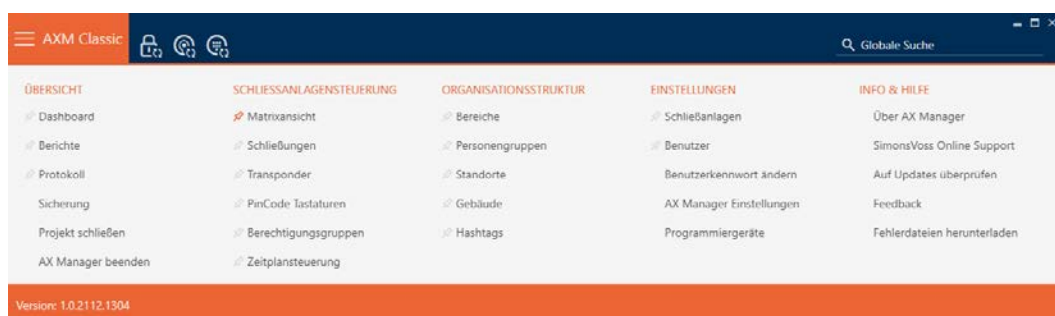 AXM Classic
Globale Suche
ÜBERSICHT
Dashboard
Berichte
Protokoll
Sicherung
Projekt schließen
AX Manager beenden
SCHLIESSANLAGENSTEUERUNG
Matrixansicht
Schließungen
Transponder
PinCode Tastaturen
Berechtigungsgruppen
Zeitplansteuerung
ORGANISATIONSSTRUKTUR
Bereiche
Personengruppen
Standorte
Gebäude
Hashtags
EINSTELLUNGEN
Schließanlagen
Benutzer
Benutzerkennwort ändern
AX Manager Einstellungen
Programmiergeräte
INFO & HILFE
Über AX Manager
SimonsVoss Online Support
Auf Updates überprüfen
Feedback
Fehlerdateien herunterladen
Version: 1.0.2112.1304